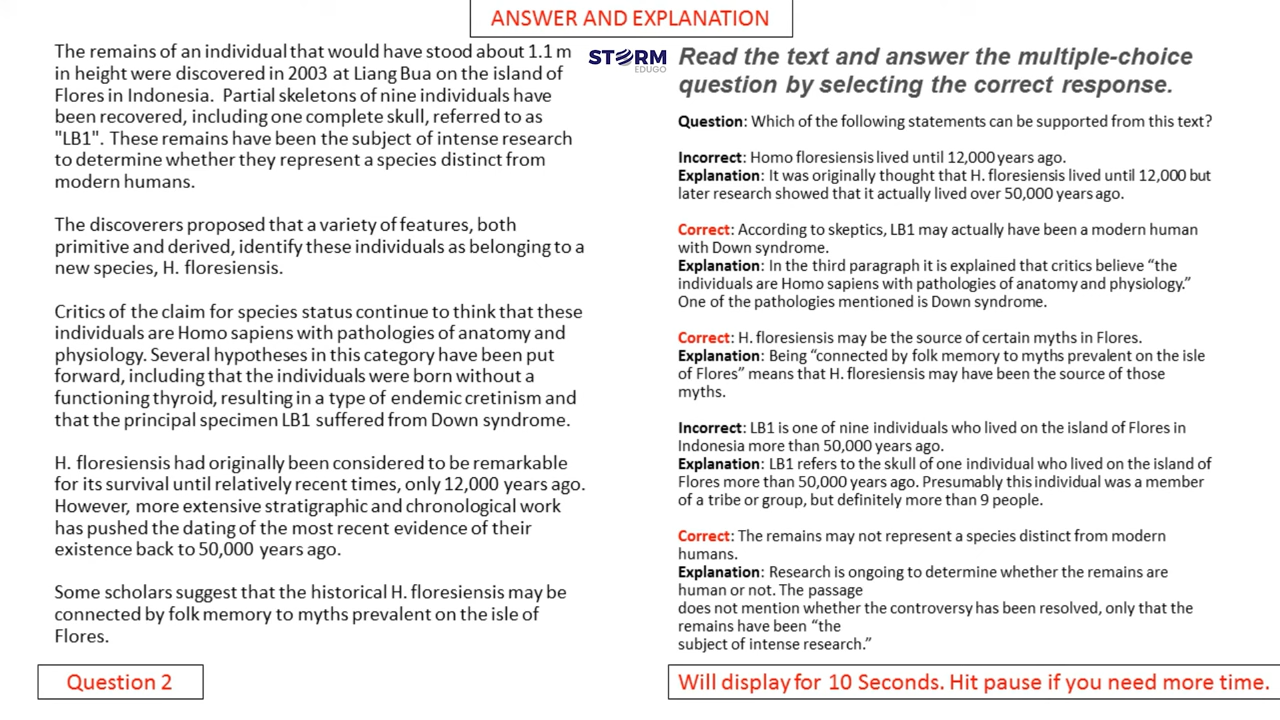 ANSWER AND EXPLANATION
The remains of an individual that would have stood about 1.1 m
in height were discovered in 2003 at Liang Bua on the island of
Flores in Indonesia.  Partial skeletons of nine individuals have
been recovered, including one complete skull, referred to as
"LB1".  These remains have been the subject of intense research
to determine whether they represent a species distinct from
modern humans.
The discoverers proposed that a variety of features, both
primitive and derived, identify these individuals as belonging to a
new species, H. floresiensis.
Critics of the claim for species status continue to think that these
individuals are Homo sapiens with pathologies of anatomy and
physiology. Several hypotheses in this category have been put
forward, including that the individuals were born without a
functioning thyroid, resulting in a type of endemic cretinism and
that the principal specimen LB1 suffered from Down syndrome.
H. floresiensis had originally been considered to be remarkable
for its survival until relatively recent times, only 12,000 years ago.
However, more extensive stratigraphic and chronological work
has pushed the dating of the most recent evidence of their
existence back to 50,000 years ago.
Some scholars suggest that the historical H. floresiensis may be
connected by folk memory to myths prevalent on the isle of
Flores.
Question 2
STORM
EDUGO
Read the text and answer the multiple-choice
question by selecting the correct response.
Question: Which of the following statements can be supported from this text?
Incorrect: Homo floresiensis lived until 12,000 years ago.
Explanation: It was originally thought that H. floresiensis lived until 12,000 but
later research showed that it actually lived over 50,000 years ago.
Correct: According to skeptics, LB1 may actually have been a modern human
with Down syndrome.
Explanation: In the third paragraph it is explained that critics believe “the
individuals are Homo sapiens with pathologies of anatomy and physiology.”
One of the pathologies mentioned is Down syndrome.
Correct: H. floresiensis may be the source of certain myths in Flores.
Explanation: Being “connected by folk memory to myths prevalent on the isle
of Flores” means that H. floresiensis may have been the source of those
myths.
Incorrect: LB1 is one of nine individuals who lived on the island of Flores in
Indonesia more than 50,000 years ago.
Explanation: LB1 refers to the skull of one individual who lived on the island of
Flores more than 50,000 years ago. Presumably this individual was a member
of a tribe or group, but definitely more than 9 people.
Correct: The remains may not represent a species distinct from modern
humans.
Explanation: Research is ongoing to determine whether the remains are
human or not. The passage
does not mention whether the controversy has been resolved, only that the
remains have been “the
subject of intense research.”
Will display for 10 Seconds. Hit pause if you need more time.